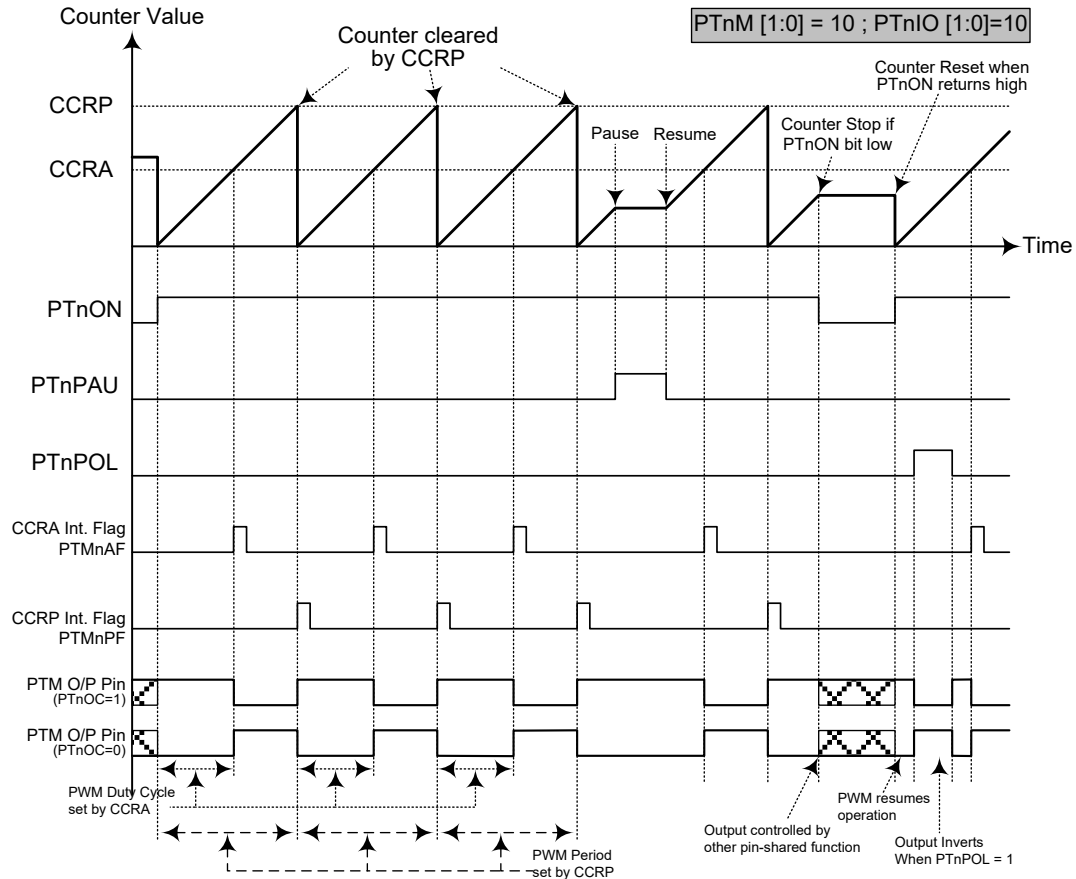 Counter Value
PTnM [1:0] = 10 ; PTnIO [1:0]=10
Counter cleared
by CCRP
Counter Reset when
PTnON returns high
CCRP
Pause
Resume
Counter Stop if
PTnON bit low
CCRA
Time
PTnON
PTnPAU
PTnPOL
CCRA Int. Flag
PTMnAF
CCRP Int. Flag
PTMnPF
PTM O/P Pin
(PTnOC=1)
PTM O/P Pin
(PTnOC=0)
PWM Duty Cycle
set by CCRA
PWM Period
set by CCRP
Output controlled by
other pin-shared function
PWM resumes
operation
Output Inverts
When PTnPOL = 1